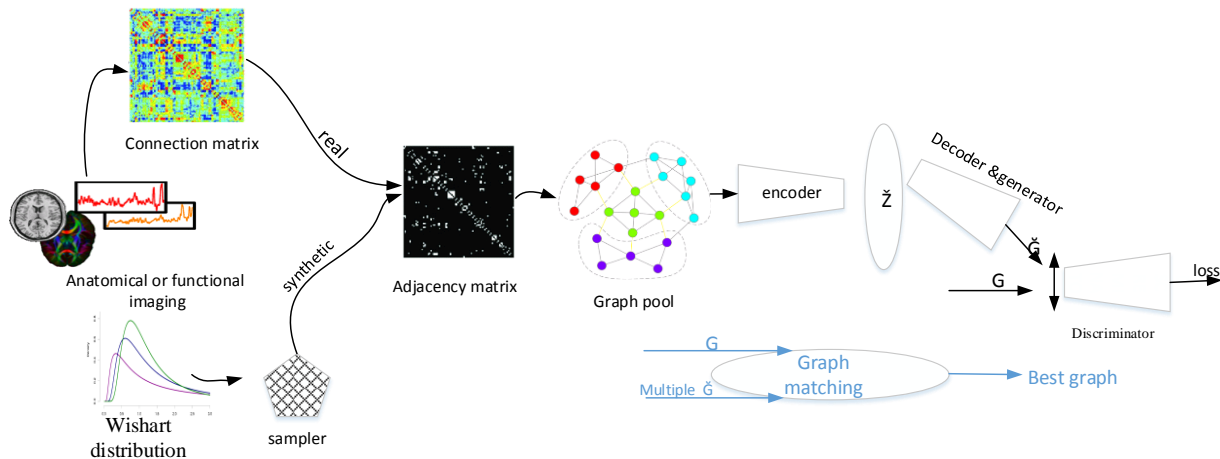 Connection matrix
real
Anatomical or functional
imaging
synthetic
Wishart
distribution
sampler
Adjacency matrix
Graph pool
encoder
Ž
Decoder &generator
Ğ
G
loss
Discriminator
G
Multiple Ğ
Graph
matching
Best graph